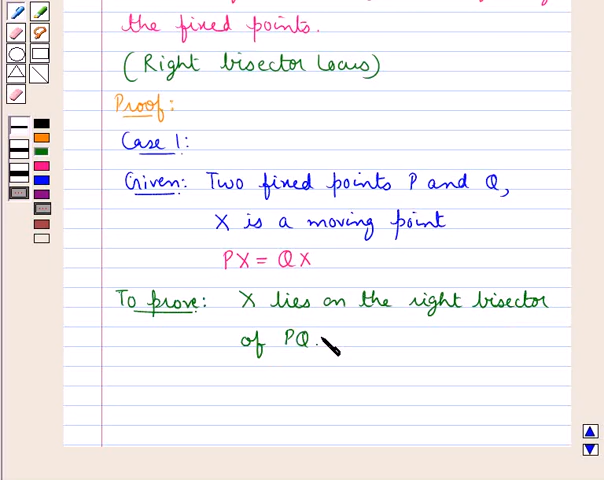 the fixed points.
(Right bisector Locus)
Proof:
Case 1:
Given: Two fixed points P and Q,
X is a moving point
PX = QX
To prove: X lies on the right bisector
of PQ.